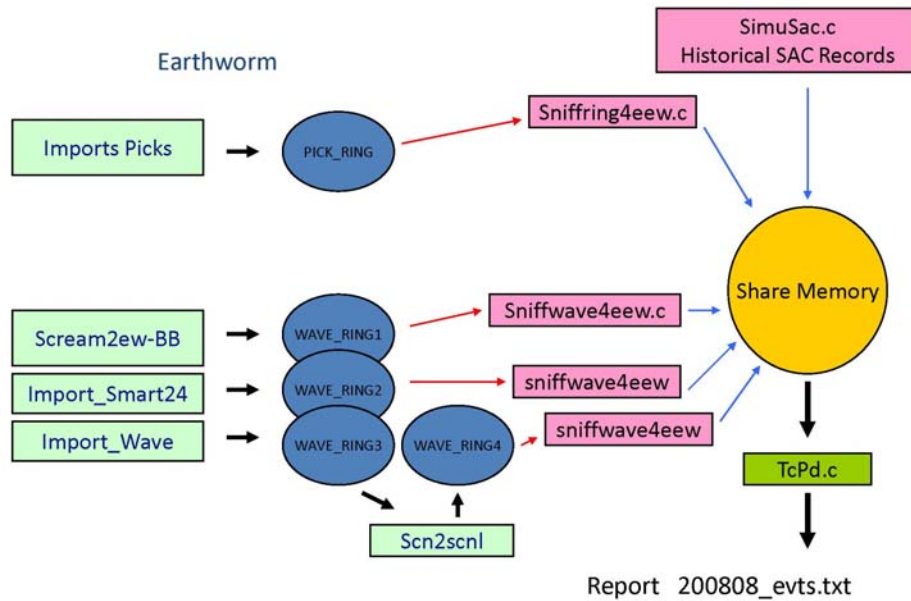 SimuSac.c
Historical SAC Records
Earthworm
Sniffring4eew.c
Imports Picks
PICK_RING
Share Memory
Sniffwave4eew.c
Scream2ew-BB
WAVE_RING1
Import_Smart24
WAVE_RING2
sniffwave4eew
Import_Wave
WAVE_RING3
WAVE_RING4
sniffwave4eew
TcPd.c
Scn2scnl
Report 200808_evts.txt